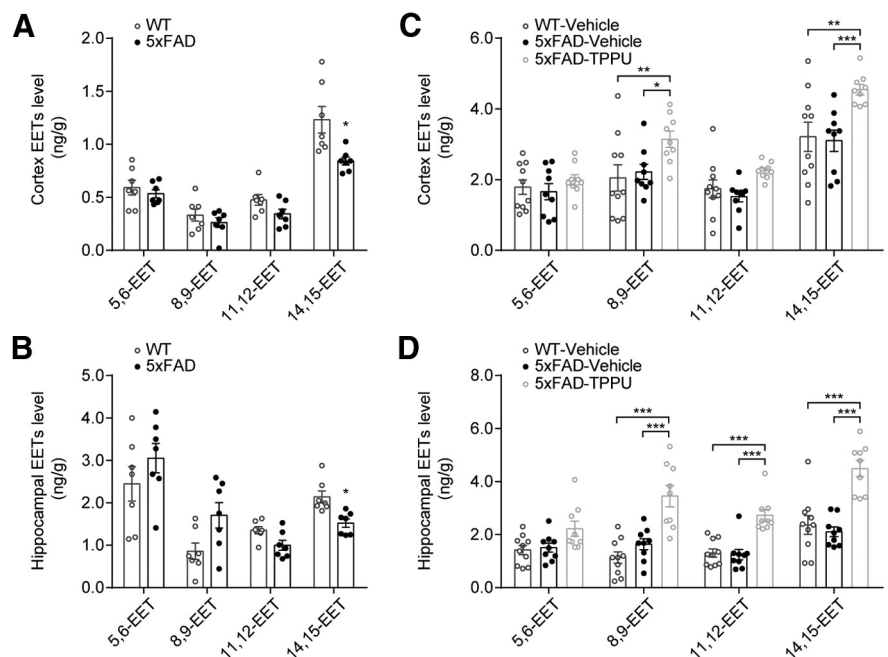 A
WT
5xFAD
Cortex EETs level
(ng/g)
2.0
1.5
1.0
0.5
0.0
*
5,6-EET
8,9-EET
11,12-EET
14,15-EET
C
WT-Vehicle
5xFAD-Vehicle
5xFAD-TPPU
Cortex EETs level
(ng/g)
6.0
4.0
2.0
0.0
**
*
**
***
5,6-EET
8,9-EET
11,12-EET
14,15-EET
B
WT
5xFAD
Hippocampal EETs level
(ng/g)
5.0
4.0
3.0
2.0
1.0
0.0
*
5,6-EET
8,9-EET
11,12-EET
14,15-EET
D
WT-Vehicle
5xFAD-Vehicle
5xFAD-TPPU
Hippocampal EETs level
(ng/g)
8.0
6.0
4.0
2.0
0.0
***
***
***
***
***
***
5,6-EET
8,9-EET
11,12-EET
14,15-EET